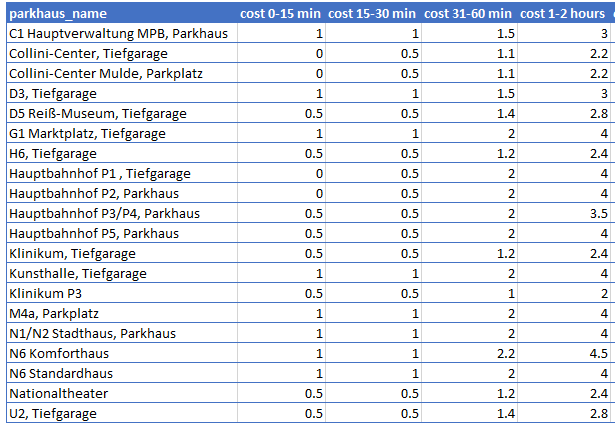 parkhaus_name cost 0-15 min cost 15-30 min cost 31-60 min cost 1-2 hours
C1 Hauptverwaltung MPB, Parkhaus 1 1 1.5 3
Collini-Center, Tiefgarage 0 0.5 1.1 2.2
Collini-Center Mulde, Parkplatz 0 0.5 1.1 2.2
D3, Tiefgarage 1 1 1.5 3
D5 Reiß-Museum, Tiefgarage 0.5 0.5 1.4 2.8
G1 Marktplatz, Tiefgarage 1 1 2 4
H6, Tiefgarage 0.5 0.5 1.2 2.4
Hauptbahnhof P1 , Tiefgarage 0 0.5 2 4
Hauptbahnhof P2, Parkhaus 0 0.5 2 4
Hauptbahnhof P3/P4, Parkhaus 0.5 0.5 2 3.5
Hauptbahnhof P5, Parkhaus 0.5 0.5 2 4
Klinikum, Tiefgarage 0.5 0.5 1.2 2.4
Kunsthalle, Tiefgarage 1 1 2 4
Klinikum P3 0.5 0.5 1 2
M4a, Parkplatz 1 1 2 4
N1/N2 Stadthaus, Parkhaus 1 1 2 4
N6 Komforthaus 1 1 2.2 4.5
N6 Standardhaus 1 1 2 4
Nationaltheater 0.5 0.5 1.2 2.4
U2, Tiefgarage 0.5 0.5 1.4 2.8